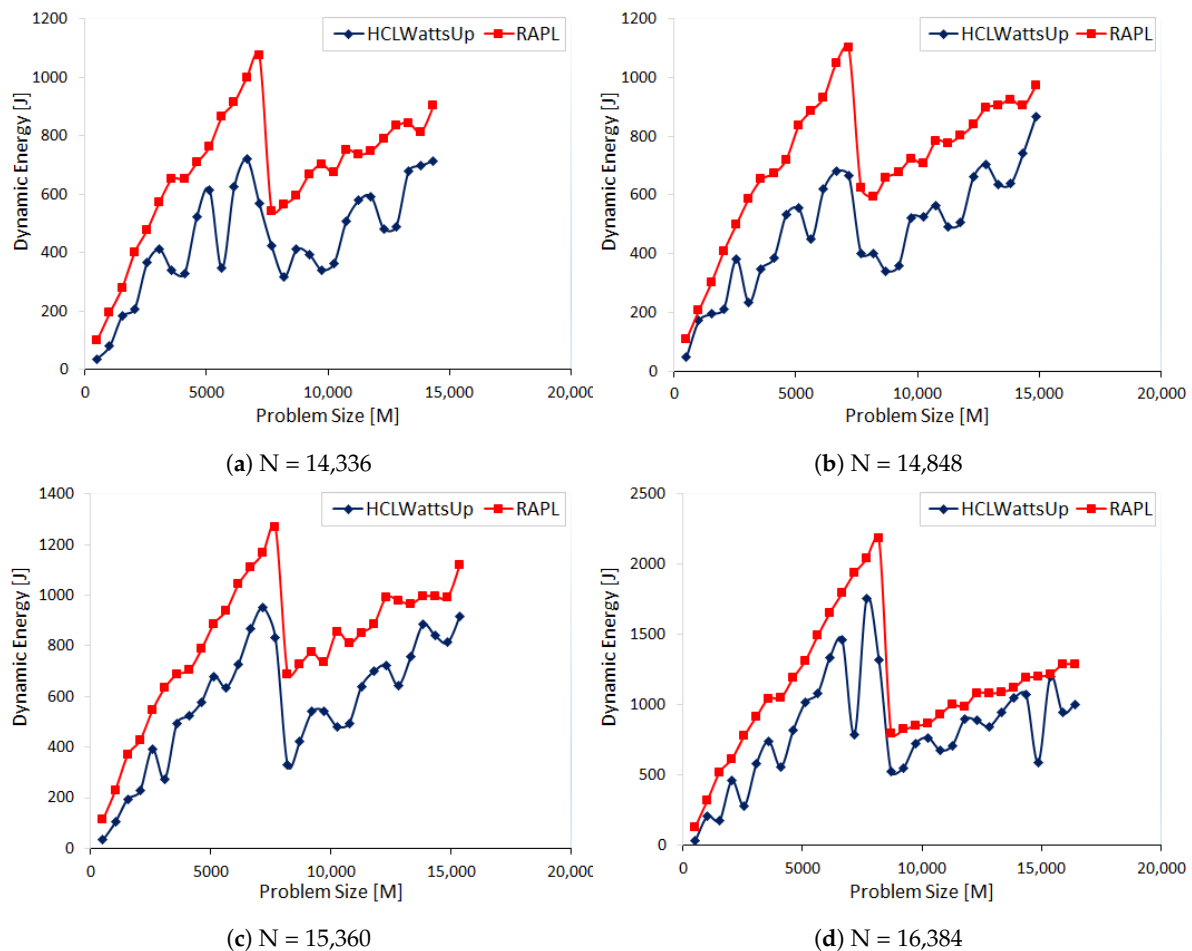 HCLWattsUp RAPL
Dynamic Energy [J]
1200
1000
800
600
400
200
0
0 5000 10,000 15,000 20,000
Problem Size [M]
(a) N = 14,336
HCLWattsUp RAPL
Dynamic Energy [J]
1200
1000
800
600
400
200
0
0 5000 10,000 15,000 20,000
Problem Size [M]
(b) N = 14,848
HCLWattsUp RAPL
Dynamic Energy [J]
1400
1200
1000
800
600
400
200
0
0 5000 10,000 15,000 20,000
Problem Size [M]
(c) N = 15,360
HCLWattsUp RAPL
Dynamic Energy [J]
2500
2000
1500
1000
500
0
0 5000 10,000 15,000 20,000
Problem Size [M]
(d) N = 16,384